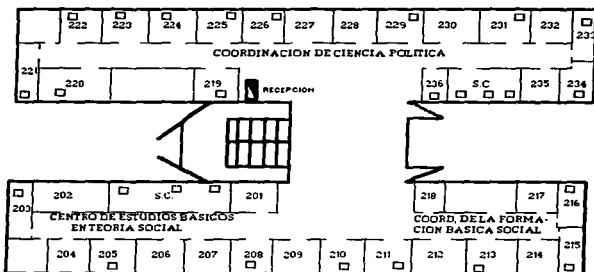 222 223 224 225 226 227 228 229 230 231 232 233
COORDINACION DE CIENCIA POLITICA
221 220 219 RECEPCION 236 S.C. 235 234
203 202 S.C. 201 218 217 216
CENTRO DE ESTUDIOS BASICOS
EN TEORIA SOCIAL
COORD. DE LA FORMA-
CION BASICA SOCIAL
204 205 206 207 208 209 210 211 212 213 214 215